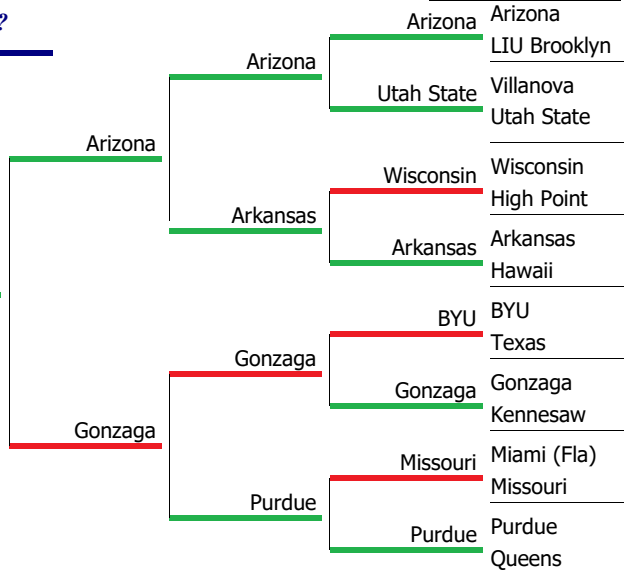 ?
Arizona
Arizona
LIU Brooklyn
Arizona
Utah State
Villanova
Utah State
Arizona
Wisconsin
Wisconsin
High Point
Arkansas
Arkansas
Arkansas
Hawaii
BYU
BYU
Texas
Gonzaga
Gonzaga
Gonzaga
Kennesaw
Gonzaga
Missouri
Miami (Fla)
Missouri
Purdue
Purdue
Purdue
Queens